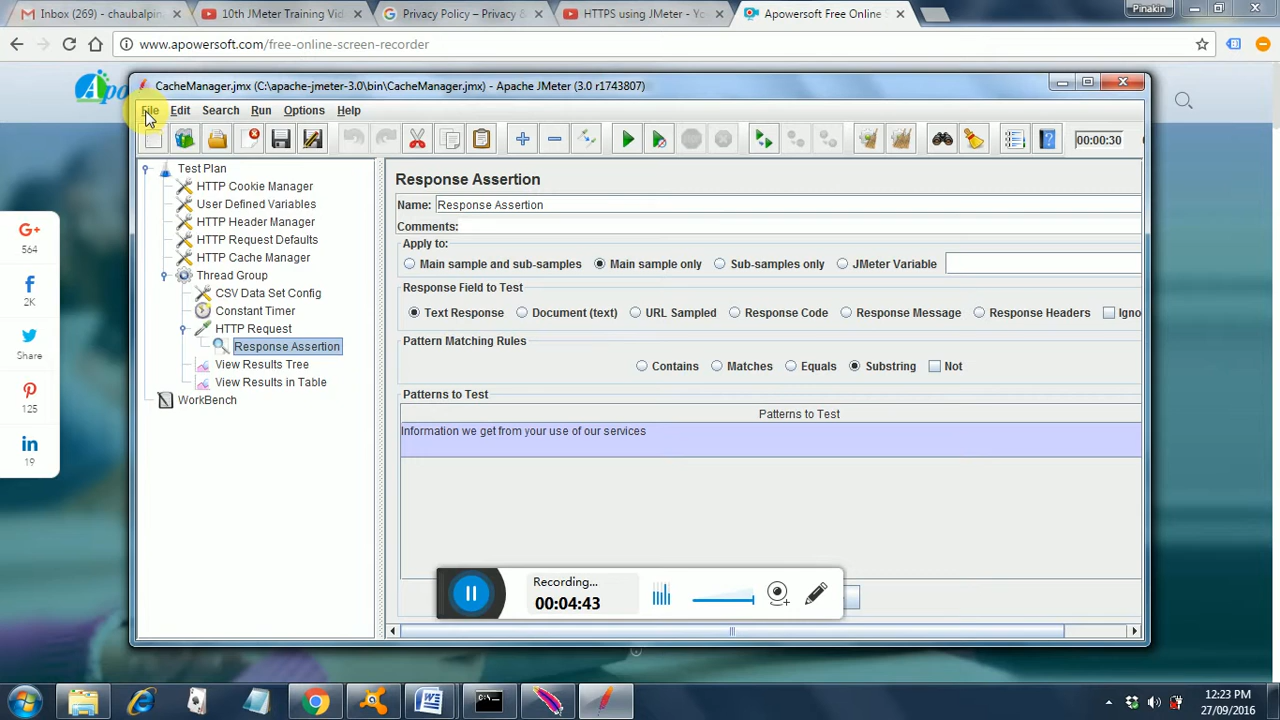 Inbox (269) - chaubalpin
10th JMeter Training Vid
Privacy Policy – Privacy &
HTTPS using JMeter - Yo
Apowersoft Free Online
Pinakin
www.apowersoft.com/free-online-screen-recorder
CacheManager.jmx (C:\apache-jmeter-3.0\bin\CacheManager.jmx) - Apache JMeter (3.0 r1743807)
File Edit Search Run Options Help
00:00:30
Test Plan
HTTP Cookie Manager
User Defined Variables
HTTP Header Manager
HTTP Request Defaults
HTTP Cache Manager
Thread Group
CSV Data Set Config
Constant Timer
HTTP Request
Response Assertion
View Results Tree
View Results in Table
WorkBench
Response Assertion
Name: Response Assertion
Comments:
Apply to:
Main sample and sub-samples Main sample only Sub-samples only JMeter Variable
Response Field to Test
Text Response Document (text) URL Sampled Response Code Response Message Response Headers Igno
Pattern Matching Rules
Contains Matches Equals Substring Not
Patterns to Test
Patterns to Test
Information we get from your use of our services
Recording...
00:04:43
G+
564
2K
Share
125
in
19
12:23 PM
27/09/2016